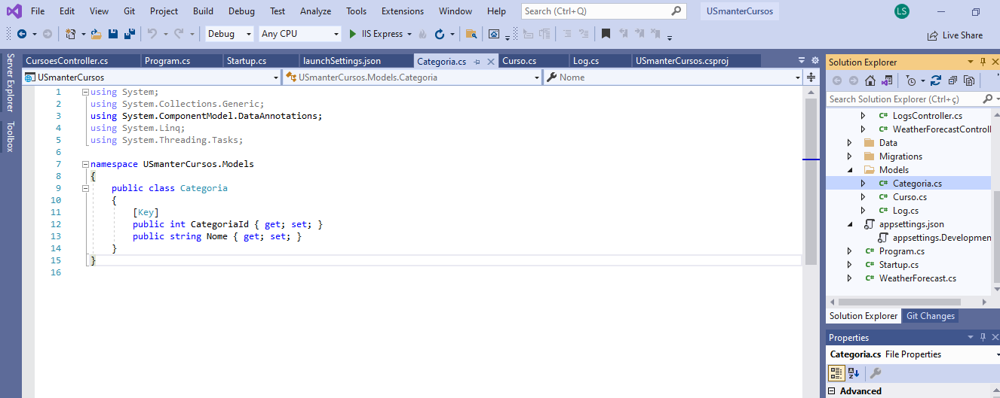 File Edit View Git Project Build Debug Test Analyze Tools Extensions Window Help Search (Ctrl+Q) USmanterCursos LS
Debug Any CPU IIS Express Live Share
Server Explorer
Toolbox
CursoesController.cs Program.cs Startup.cs launchSettings.json Categoria.cs Curso.cs Log.cs USmanterCursos.csproj
USmanterCursos USmanterCursos.Models.Categoria Nome
1 using System;
2 using System.Collections.Generic;
3 using System.ComponentModel.DataAnnotations;
4 using System.Linq;
5 using System.Threading.Tasks;
6
7 namespace USmanterCursos.Models
8 {
9 public class Categoria
10 {
11 [Key]
12 public int CategoriaId { get; set; }
13 public string Nome { get; set; }
14 }
15 }
16
Solution Explorer
Search Solution Explorer (Ctrl+ç)
C# LogsController.cs
C# WeatherForecastControll
Data
Migrations
Models
C# Categoria.cs
C# Curso.cs
C# Log.cs
appsettings.json
appsettings.Developmen
C# Program.cs
C# Startup.cs
C# WeatherForecast.cs
Solution Explorer Git Changes
Properties
Categoria.cs File Properties
Advanced